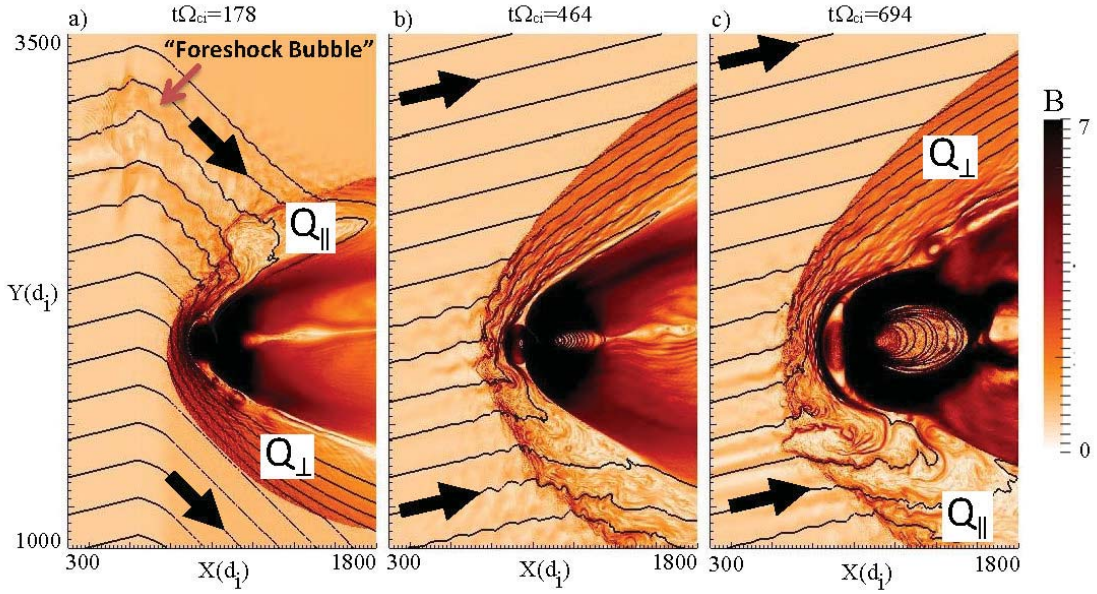 a) tΩci=178
b) tΩci=464
c) tΩci=694
3500
Y(di)
1000
“Foreshock Bubble”
Q∥
Q⊥
Q⊥
Q∥
B
7
0
300 1800
X(di)
300 1800
X(di)
300 1800
X(di)